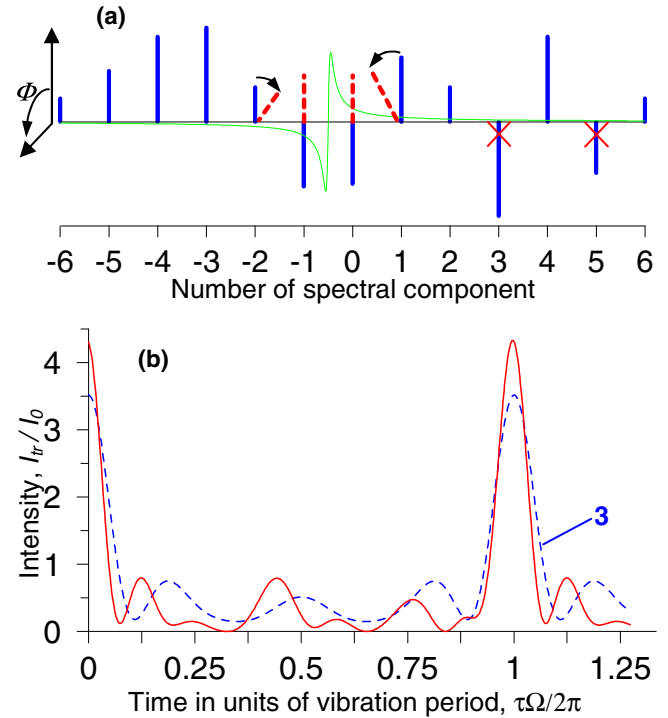 (a)
Φ
-6 -5 -4 -3 -2 -1 0 1 2 3 4 5 6
Number of spectral component
(b)
Intensity, I_tr / I_0
4
3
2
1
0
3
0 0.25 0.5 0.75 1 1.25
Time in units of vibration period, τΩ/2π